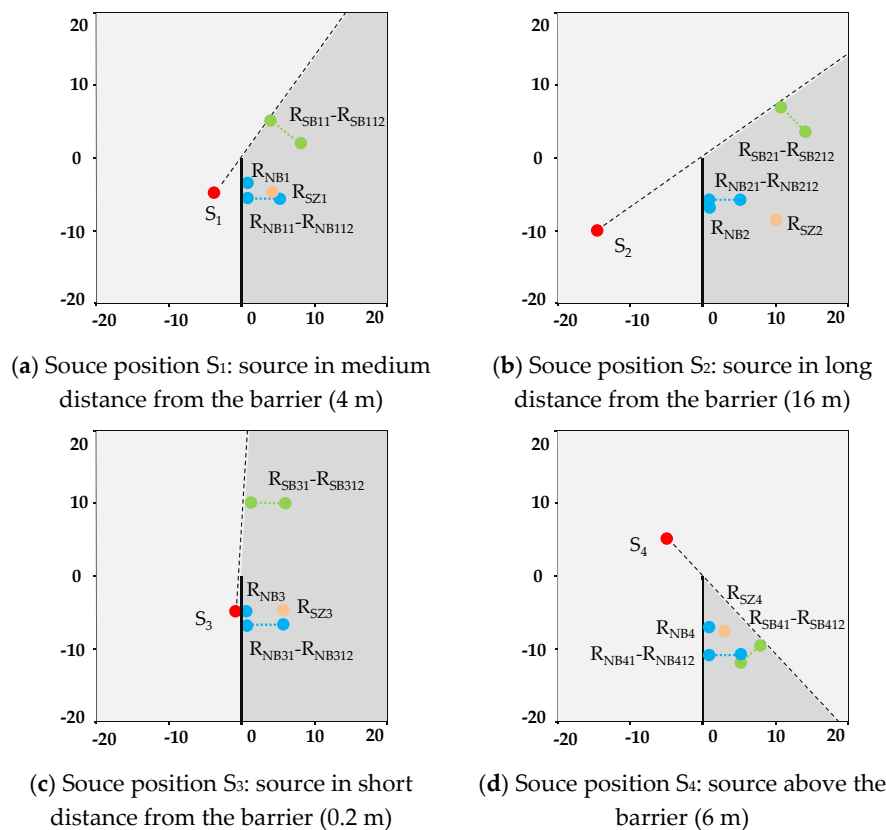 20
10
0
-10
-20
-20 -10 0 10 20
R_SB11-R_SB112
R_NB1
R_SZ1
S_1
R_NB11-R_NB112
(a) Souce position S1: source in medium
distance from the barrier (4 m)
20
10
0
-10
-20
-20 -10 0 10 20
R_SB21-R_SB212
R_NB21-R_NB212
R_NB2
R_SZ2
S_2
(b) Souce position S2: source in long
distance from the barrier (16 m)
20
10
0
-10
-20
-20 -10 0 10 20
R_SB31-R_SB312
R_NB3
R_SZ3
S_3
R_NB31-R_NB312
(c) Souce position S3: source in short
distance from the barrier (0.2 m)
20
10
0
-10
-20
-20 -10 0 10 20
S_4
R_SZ4
R_SB41-R_SB412
R_NB4
R_NB41-R_NB412
(d) Souce position S4: source above the
barrier (6 m)